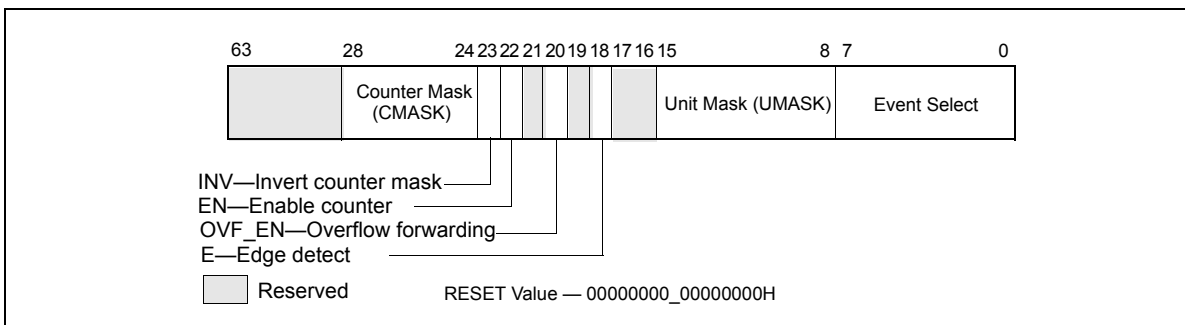 63 28 24 23 22 21 20 19 18 17 16 15 8 7 0
Counter Mask
(CMASK)
Unit Mask (UMASK)
Event Select
INV—Invert counter mask
EN—Enable counter
OVF_EN—Overflow forwarding
E—Edge detect
Reserved
RESET Value — 00000000_00000000H